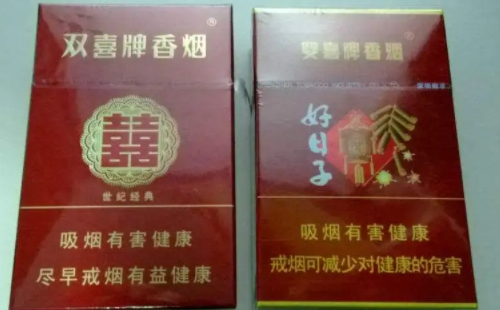 双喜牌香烟
®
囍
世纪经典
吸烟有害健康
尽早戒烟有益健康
雙喜牌香烟
®
好日子
吸烟有害健康
戒烟可减少对健康的危害